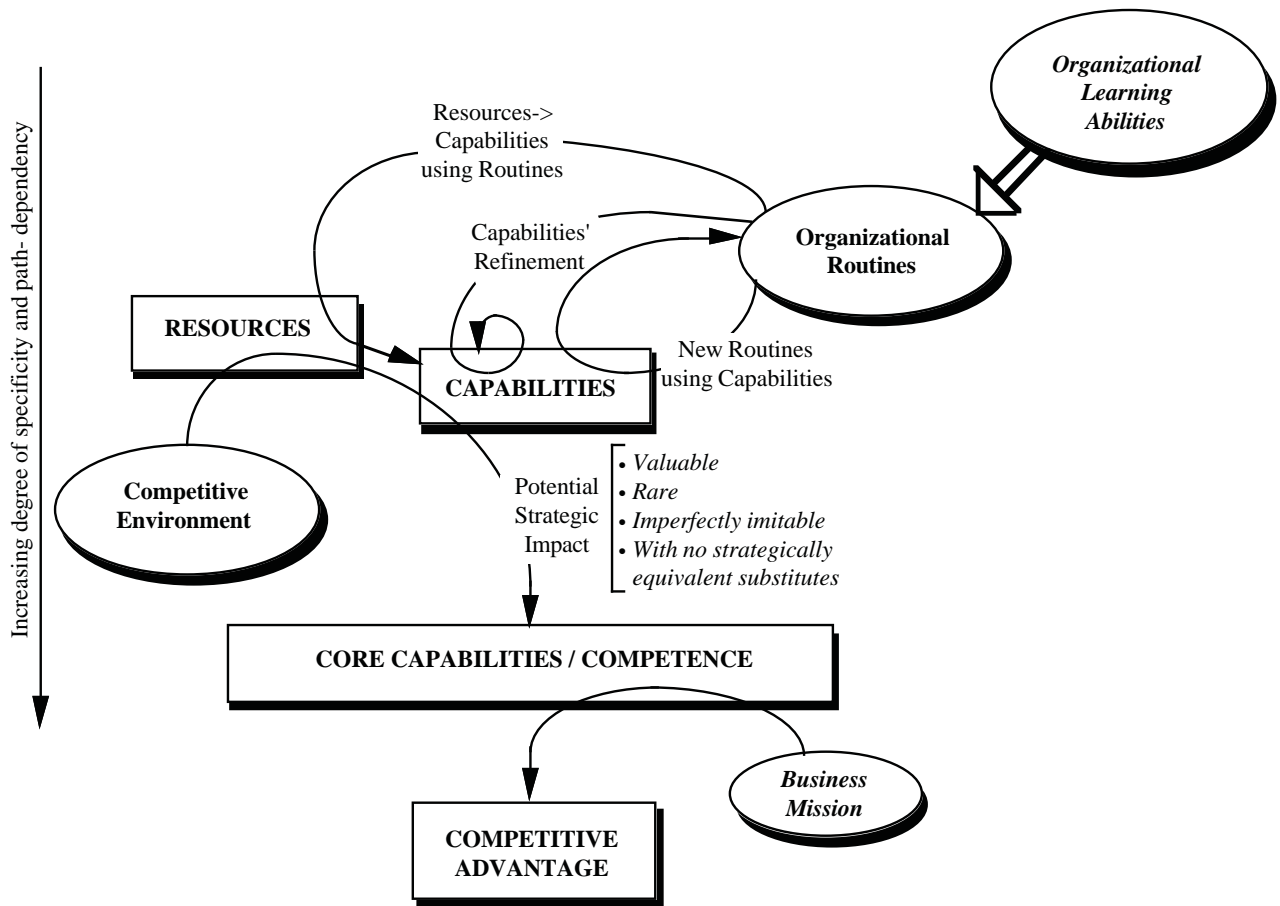 Increasing degree of specificity and path- dependency
Organizational
Learning
Abilities
Resources->
Capabilities
using Routines
Capabilities'
Refinement
Organizational
Routines
RESOURCES
CAPABILITIES
New Routines
using Capabilities
Competitive
Environment
Potential
Strategic
Impact
• Valuable
• Rare
• Imperfectly imitable
• With no strategically
equivalent substitutes
CORE CAPABILITIES / COMPETENCE
Business
Mission
COMPETITIVE
ADVANTAGE